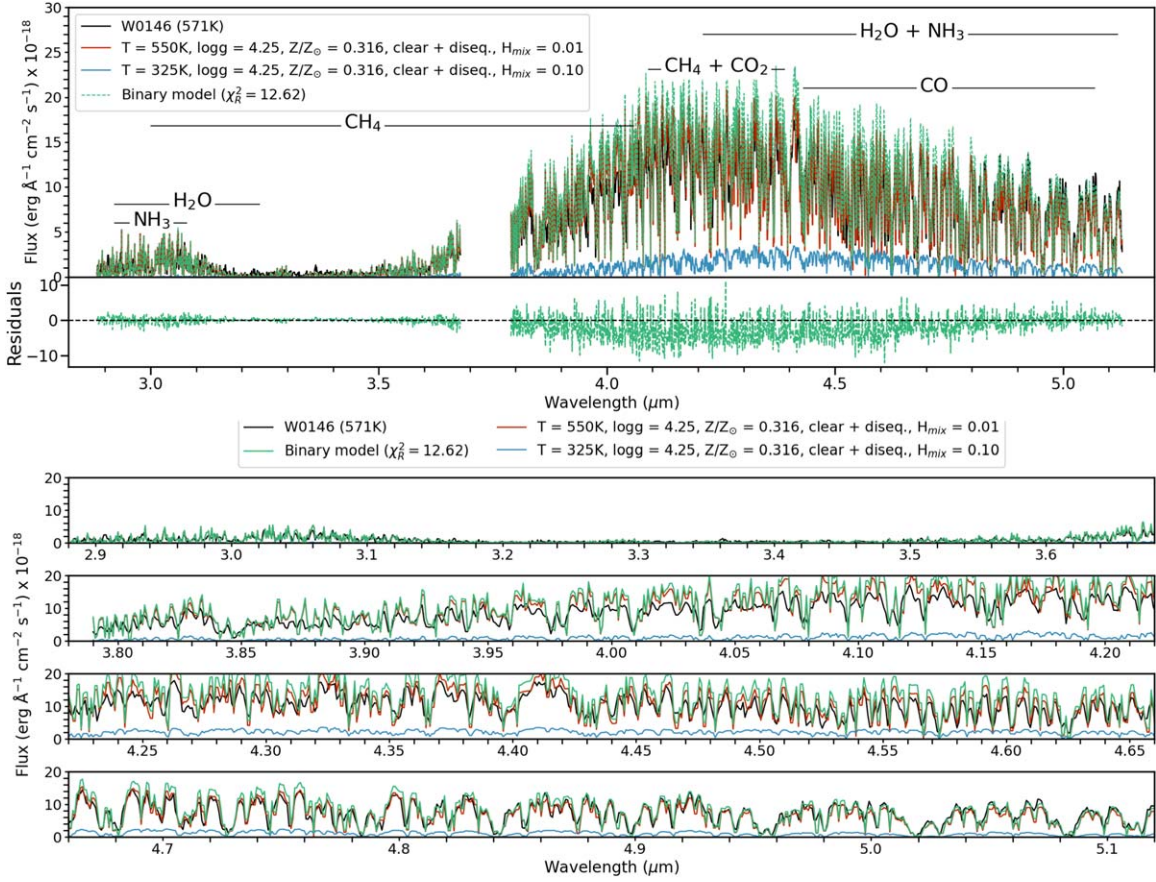 W0146 (571K)
T = 550K, logg = 4.25, Z/Z⊙ = 0.316, clear + diseq., Hmix = 0.01
T = 325K, logg = 4.25, Z/Z⊙ = 0.316, clear + diseq., Hmix = 0.10
Binary model (χ²R = 12.62)
H₂O + NH₃
CH₄ + CO₂
CO
CH₄
H₂O
NH₃
Flux (erg Å⁻¹ cm⁻² s⁻¹) x 10⁻¹⁸
30
25
20
15
10
5
0
Residuals
10
0
−10
3.0 3.5 4.0 4.5 5.0
Wavelength (μm)
W0146 (571K)
Binary model (χ²R = 12.62)
T = 550K, logg = 4.25, Z/Z⊙ = 0.316, clear + diseq., Hmix = 0.01
T = 325K, logg = 4.25, Z/Z⊙ = 0.316, clear + diseq., Hmix = 0.10
Flux (erg Å⁻¹ cm⁻² s⁻¹) x 10⁻¹⁸
20
10
0
2.9 3.0 3.1 3.2 3.3 3.4 3.5 3.6
20
10
0
3.80 3.85 3.90 3.95 4.00 4.05 4.10 4.15 4.20
20
10
0
4.25 4.30 4.35 4.40 4.45 4.50 4.55 4.60 4.65
20
10
0
4.7 4.8 4.9 5.0 5.1
Wavelength (μm)